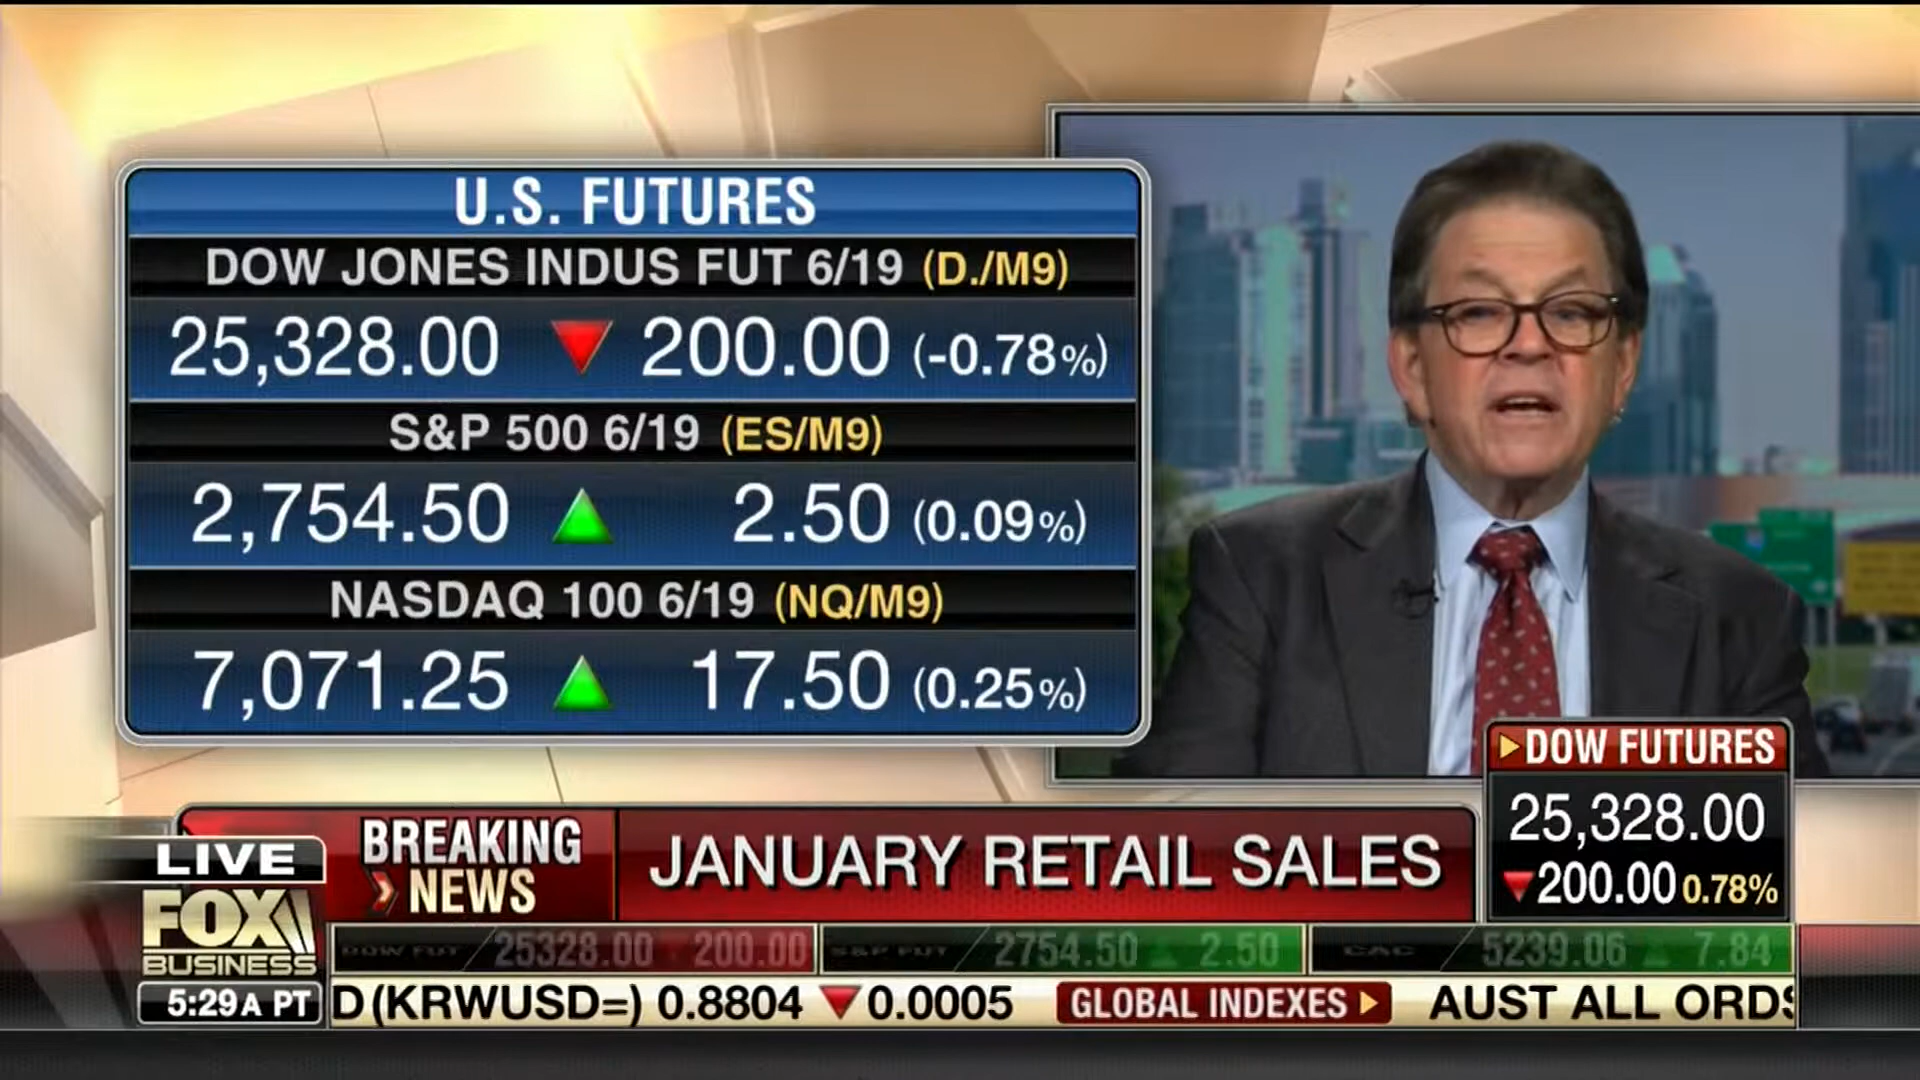 U.S. FUTURES
DOW JONES INDUS FUT 6/19 (D./M9)
25,328.00 ▼ 200.00 (-0.78%)
S&P 500 6/19 (ES/M9)
2,754.50 ▲ 2.50 (0.09%)
NASDAQ 100 6/19 (NQ/M9)
7,071.25 ▲ 17.50 (0.25%)
DOW FUTURES
25,328.00
▼200.00 0.78%
BREAKING NEWS
JANUARY RETAIL SALES
LIVE
FOX
BUSINESS
5:29A PT
DOW FUT 25328.00 ▼ 200.00 S&P FUT 2754.50 ▲ 2.50 CAC 5239.06 ▲ 7.84
D(KRWUSD=) 0.8804 ▼0.0005 GLOBAL INDEXES AUST ALL ORDS